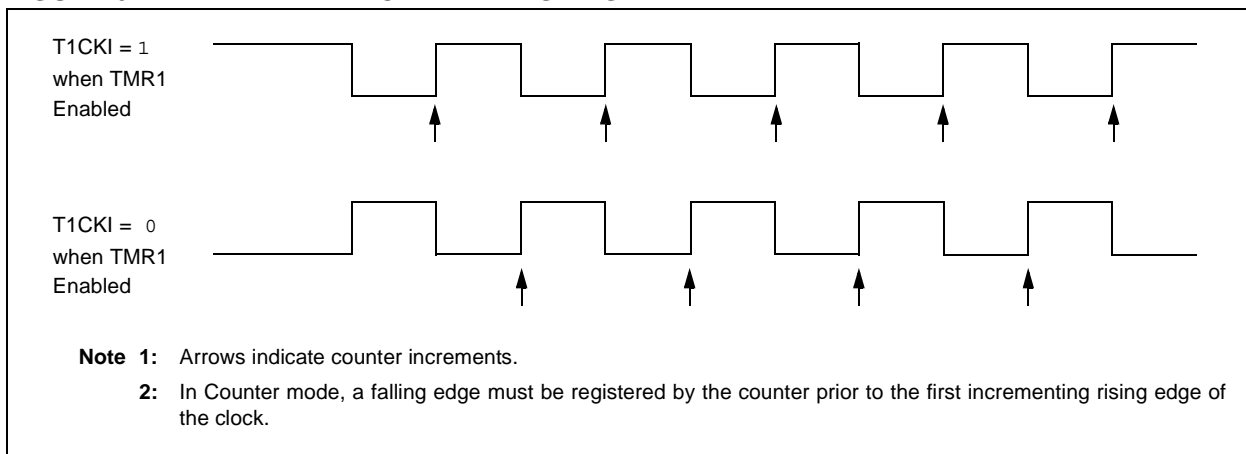 T1CKI = 1
when TMR1
Enabled
T1CKI = 0
when TMR1
Enabled
Note 1: Arrows indicate counter increments.
2: In Counter mode, a falling edge must be registered by the counter prior to the first incrementing rising edge of
the clock.